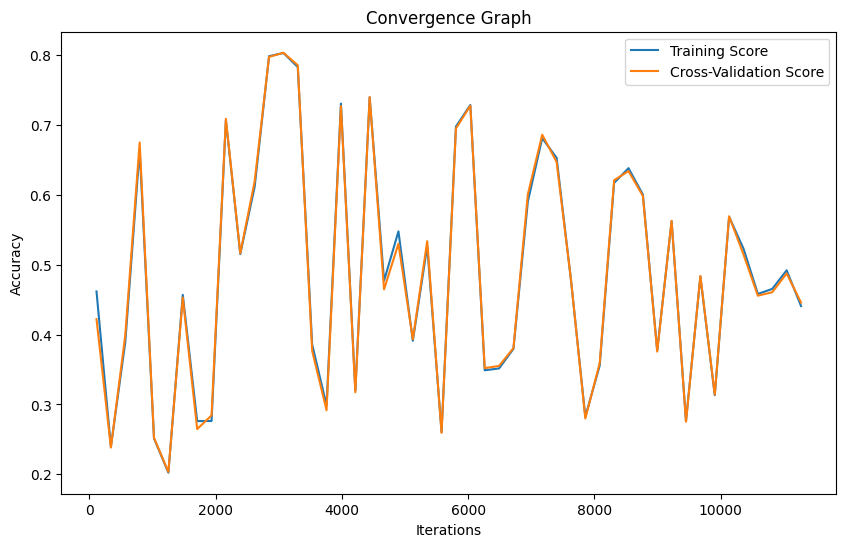 Convergence Graph
Training Score
Cross-Validation Score
Accuracy
0.8
0.7
0.6
0.5
0.4
0.3
0.2
0
2000
4000
6000
8000
10000
Iterations